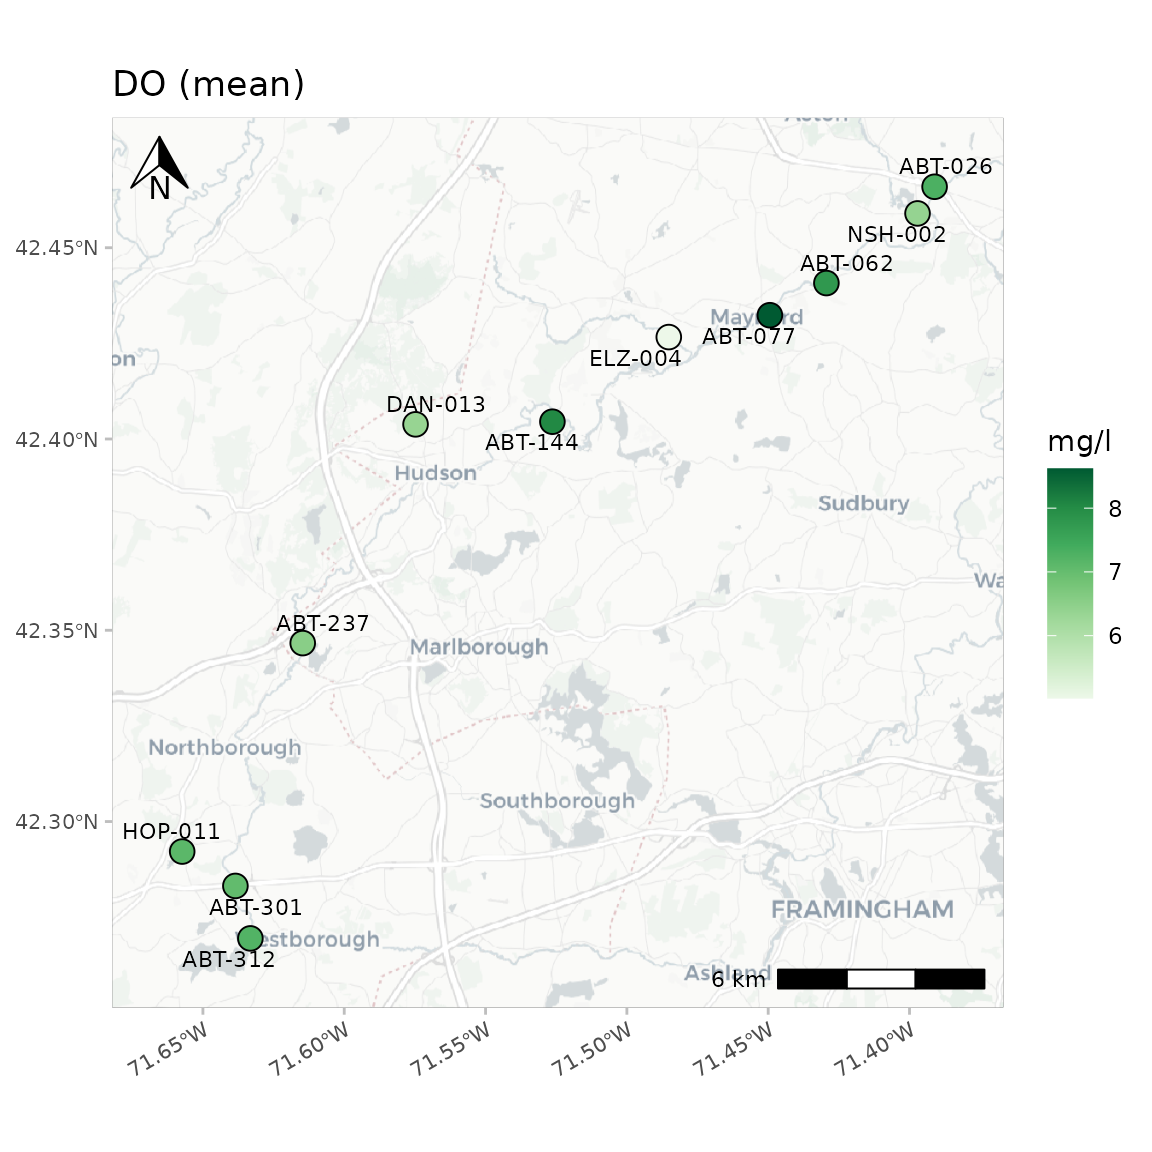 DO (mean)
Acton
N
ABT-026
NSH-002
42.45°N
ABT-062
Maynard
ABT-077
ELZ-004
on
DAN-013
ABT-144
42.40°N
Hudson
Sudbury
mg/l
8
7
6
Wa
ABT-237
42.35°N
Marlborough
Northborough
Southborough
42.30°N
HOP-011
ABT-301
FRAMINGHAM
Westborough
ABT-312
Ashland
6 km
71.65°W
71.60°W
71.55°W
71.50°W
71.45°W
71.40°W